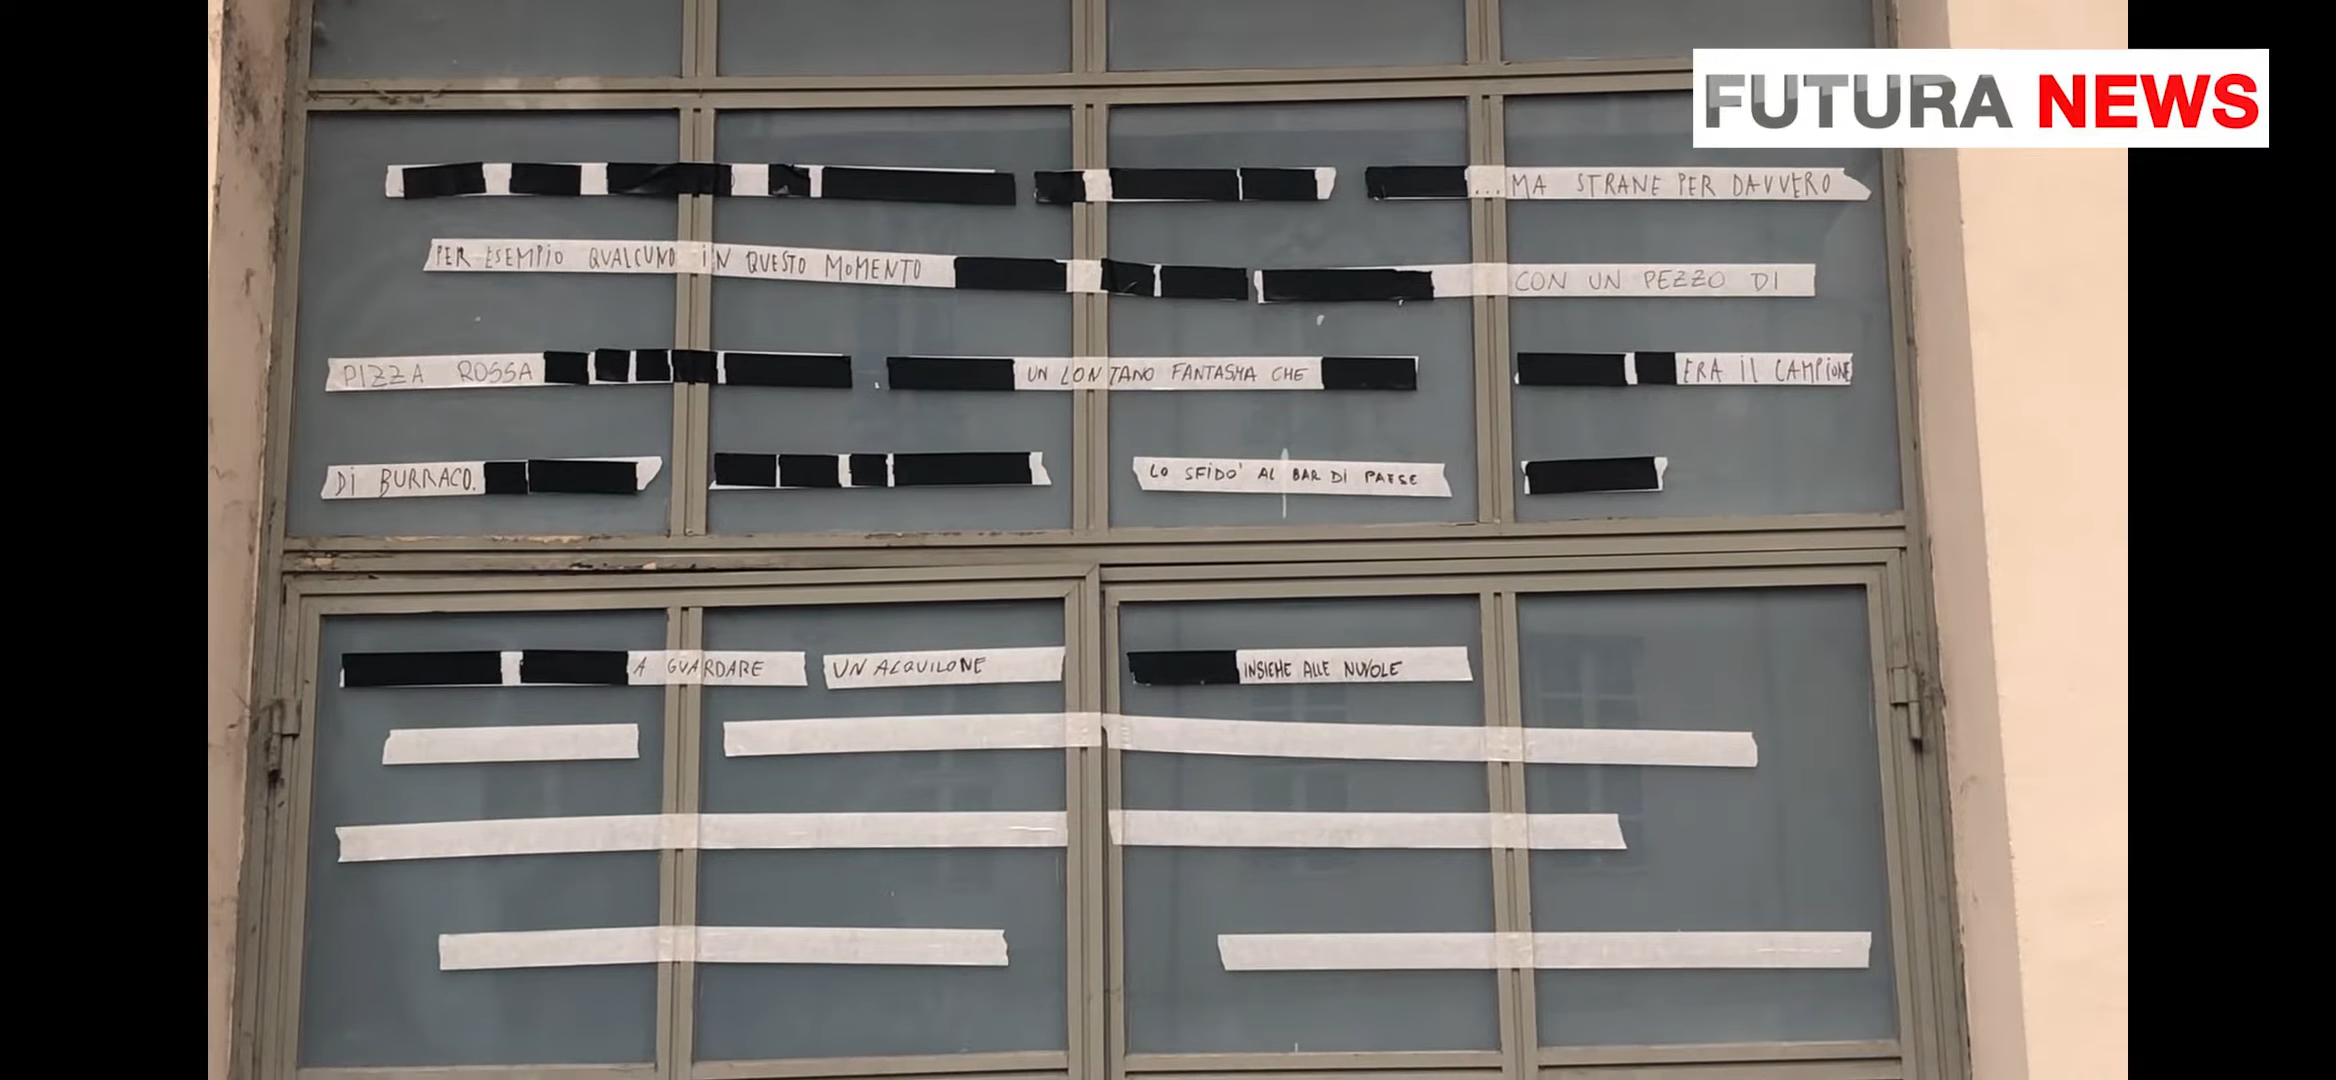 FUTURA NEWS
...MA STRANE PER DAVVERO
PER ESEMPIO QUALCUNO IN QUESTO MOMENTO CON UN PEZZO DI
PIZZA ROSSA UN LONTANO FANTASMA CHE ERA IL CAMPIONE
DI BURRACO. LO SFIDO' AL BAR DI PAESE
A GUARDARE UN AQUILONE INSIEME ALLE NUVOLE